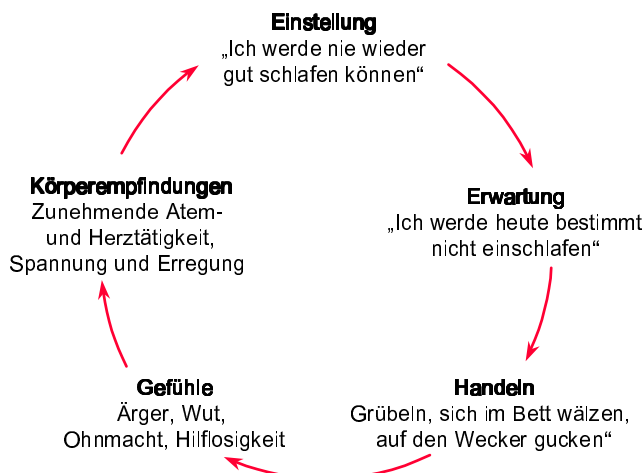 Einstellung
„Ich werde nie wieder
gut schlafen können“
Erwartung
„Ich werde heute bestimmt
nicht einschlafen“
Handeln
Grübeln, sich im Bett wälzen,
auf den Wecker gucken“
Gefühle
Ärger, Wut,
Ohnmacht, Hilflosigkeit
Körperempfindungen
Zunehmende Atem-
und Herztätigkeit,
Spannung und Erregung